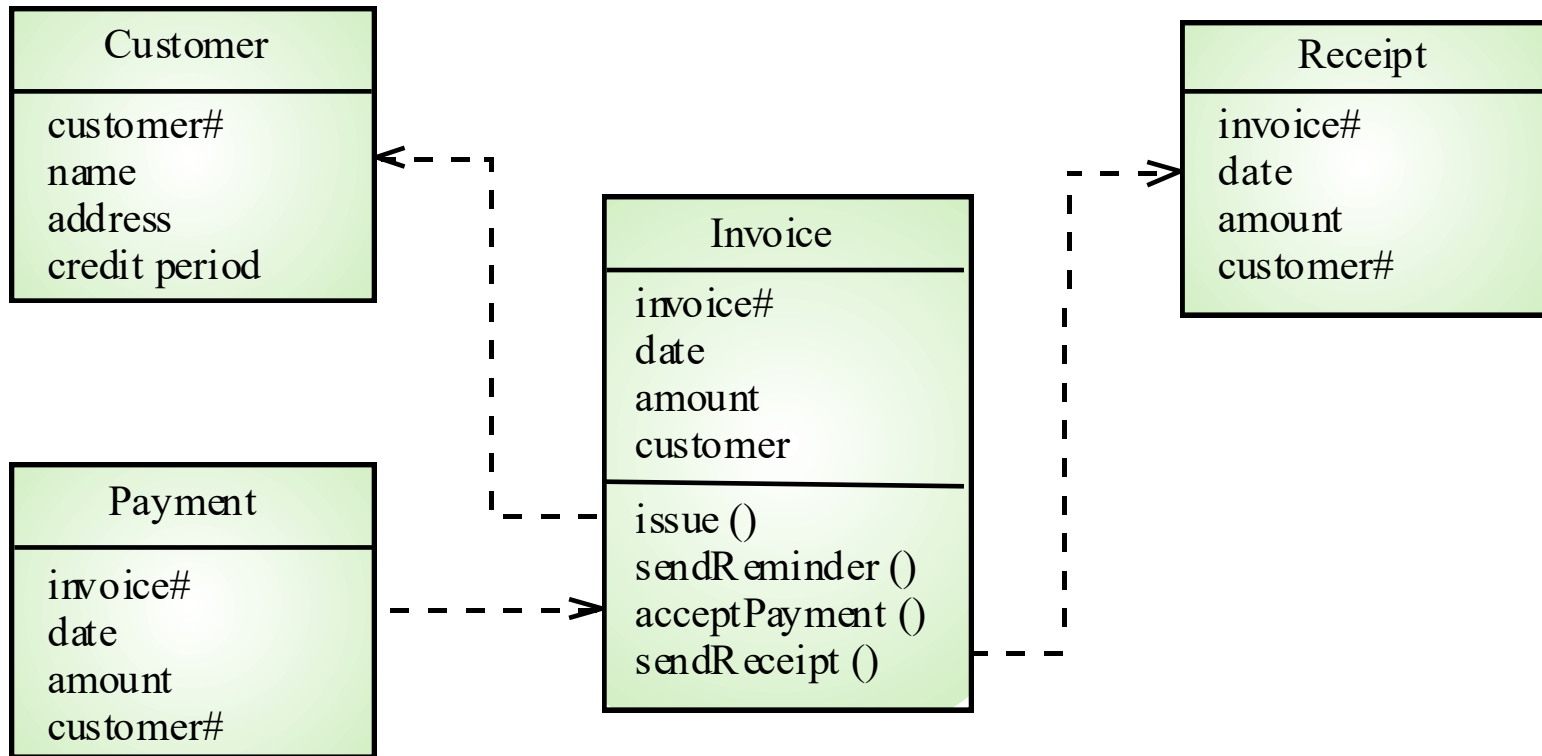 Customer
customer#
name
address
credit period
Payment
invoice#
date
amount
customer#
Invoice
invoice#
date
amount
customer
issue ()
sendReminder ()
acceptPayment ()
sendReceipt ()
Receipt
invoice#
date
amount
customer#